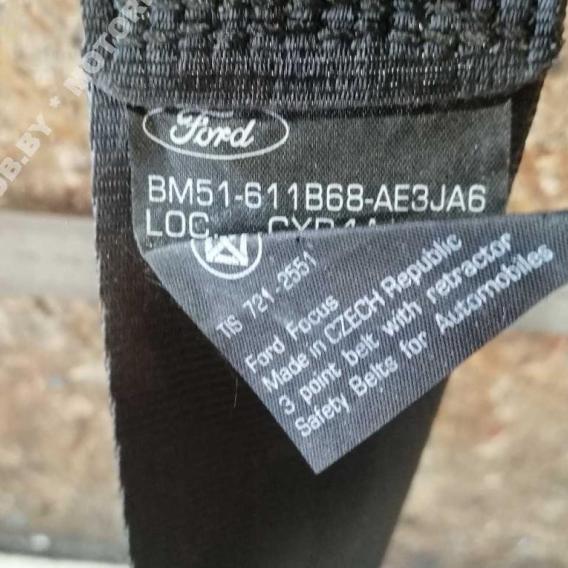 Ford
BM51-611B68-AE3JA6
LOC.
TIS 721-2551
Ford Focus
Made in CZECH Republic
3 point belt with retractor
Safety Belts for Automobiles